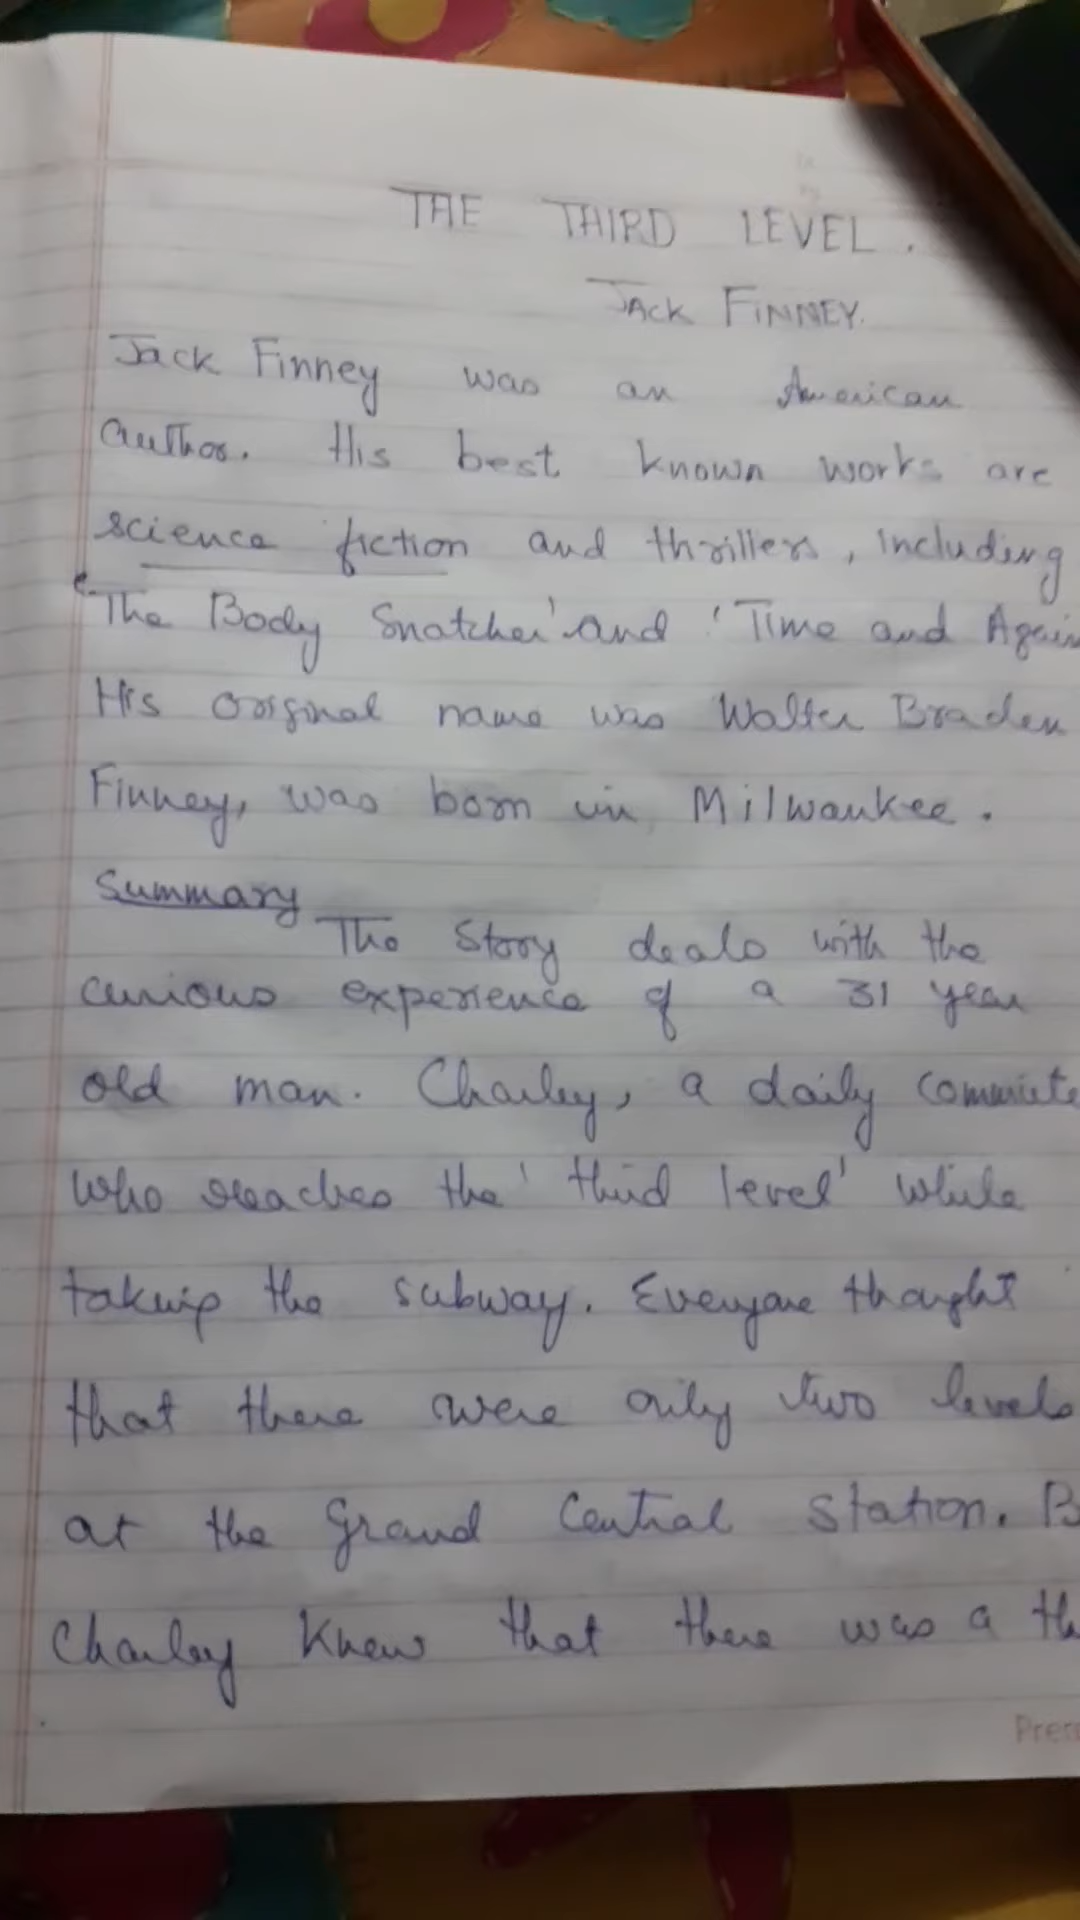 THE THIRD LEVEL.
JACK FINNEY.
Jack Finney was an American
author. His best known works are
science fiction and thrillers, including
'The Body Snatcher' and 'Time and Again
His original name was Walter Braden
Finney, was born in Milwaukee.
Summary
The story deals with the
curious experience of a 31 year
old man. Charley, a daily commute
who reaches the 'third level' while
taking the subway. Everyone thought
that there were only two levels
at the Grand Central Station. B
Charley knew that there was a th
Prem